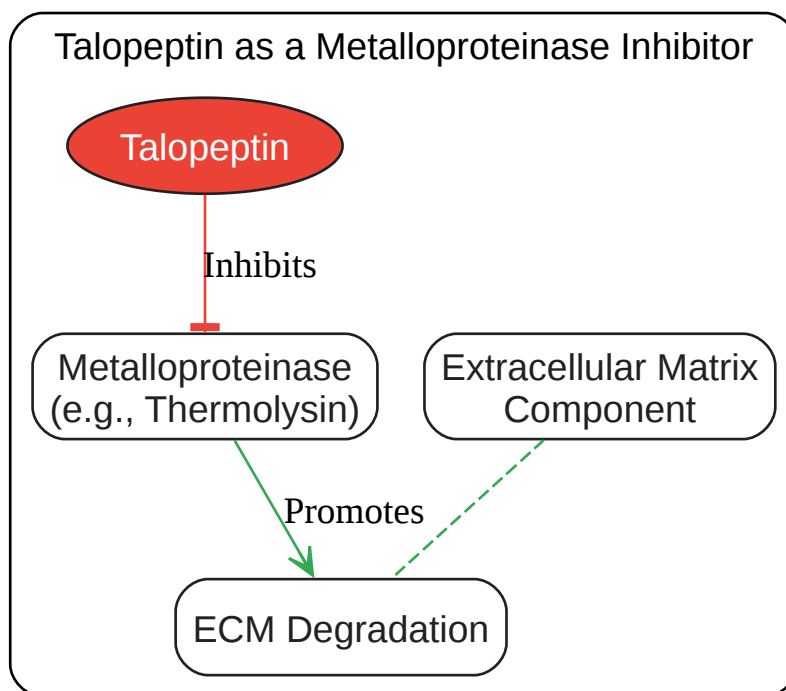 Talopeptin as a Metalloproteinase Inhibitor
Talopeptin
Inhibits
Metalloproteinase
(e.g., Thermolysin)
Extracellular Matrix
Component
Promotes
ECM Degradation